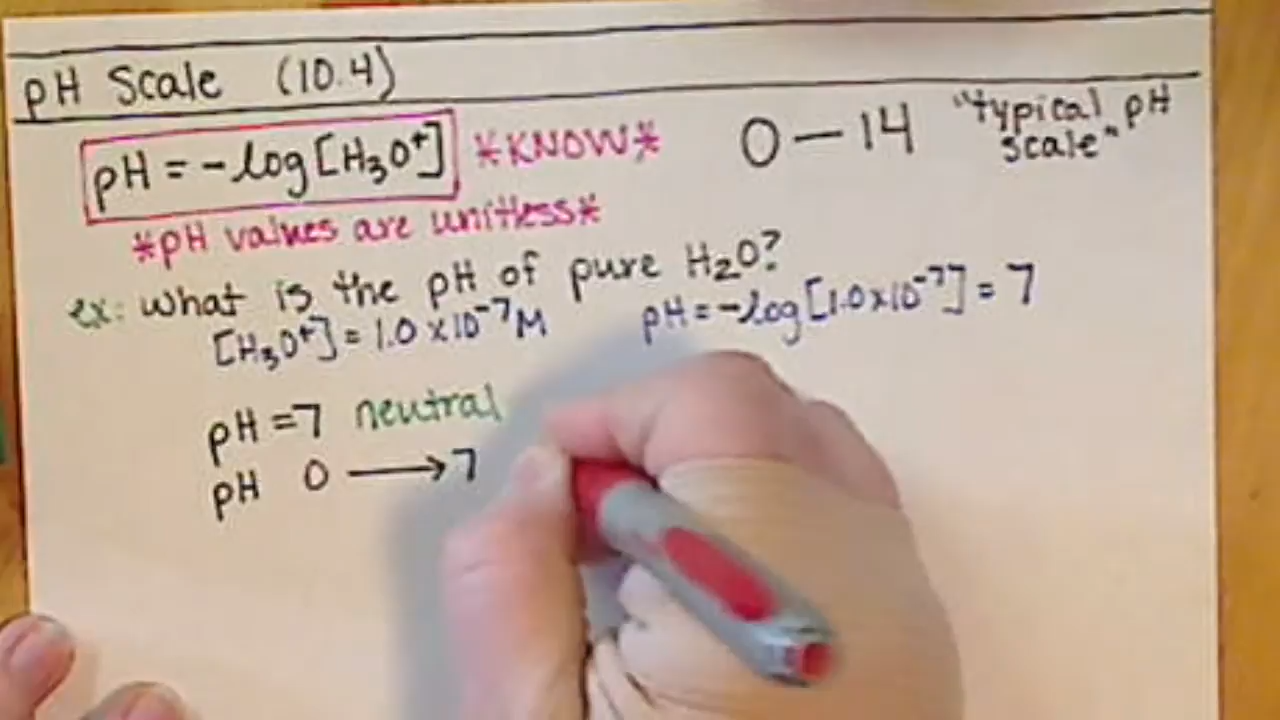 pH Scale (10.4)
pH = -log[H₃O⁺] *KNOW* 0 — 14 "typical pH scale"
*pH values are unitless*
ex: What is the pH of pure H₂O?
[H₃O⁺] = 1.0 x 10⁻⁷ M pH = -log[1.0x10⁻⁷] = 7
pH = 7 neutral
pH 0 ⟶ 7